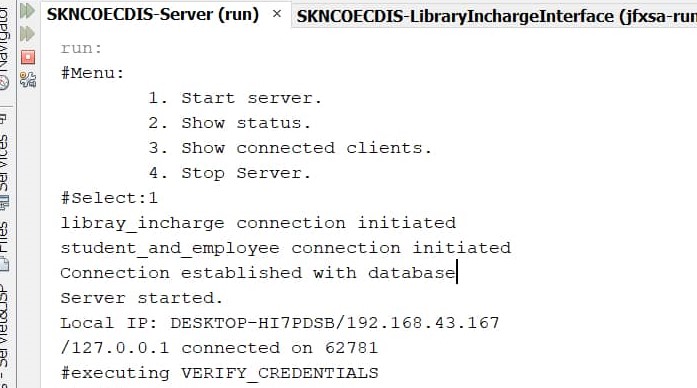 SKNCOECDIS-Server (run) × SKNCOECDIS-LibraryInchargeInterface (jfxsa-run
Navigator
run:
#Menu:
1. Start server.
2. Show status.
3. Show connected clients.
4. Stop Server.
Services
#Select:1
libray_incharge connection initiated
student_and_employee connection initiated
Files
Connection established with database
Server started.
Local IP: DESKTOP-HI7PDSB/192.168.43.167
/127.0.0.1 connected on 62781
#executing VERIFY_CREDENTIALS